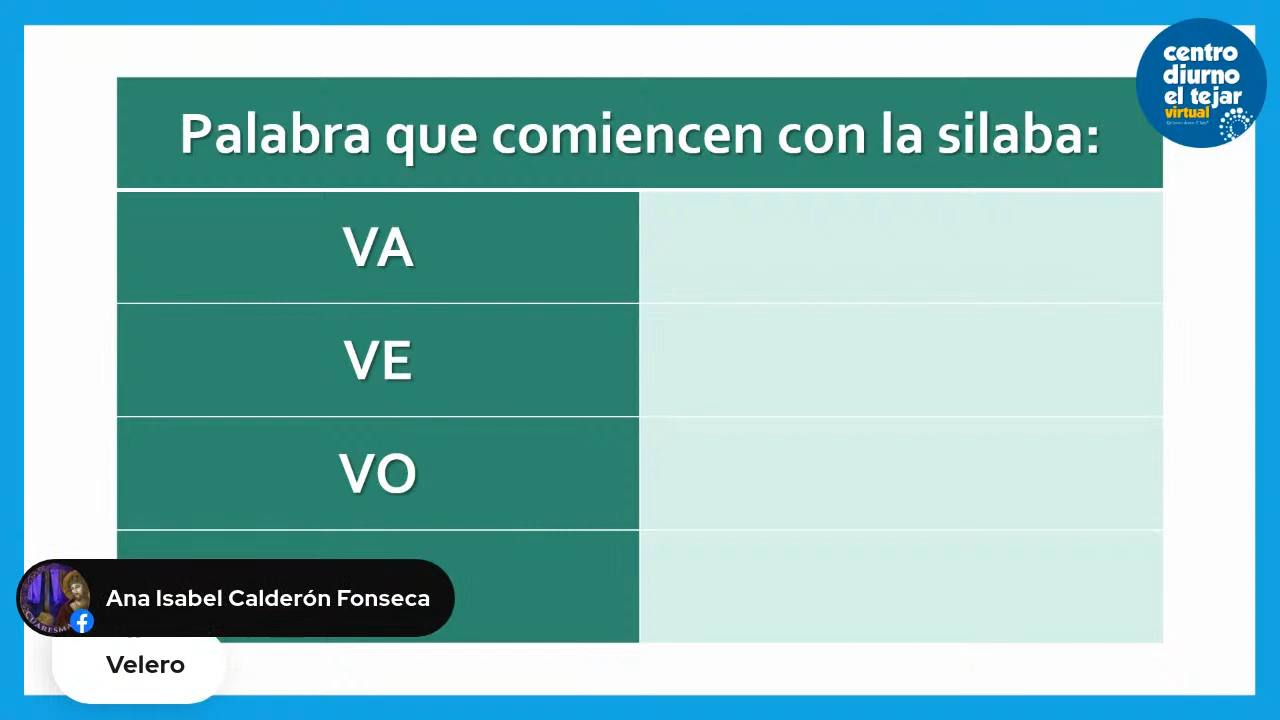 centro
diurno
el tejar
virtual
Palabra que comiencen con la silaba:
VA
VE
VO
Ana Isabel Calderón Fonseca
Velero